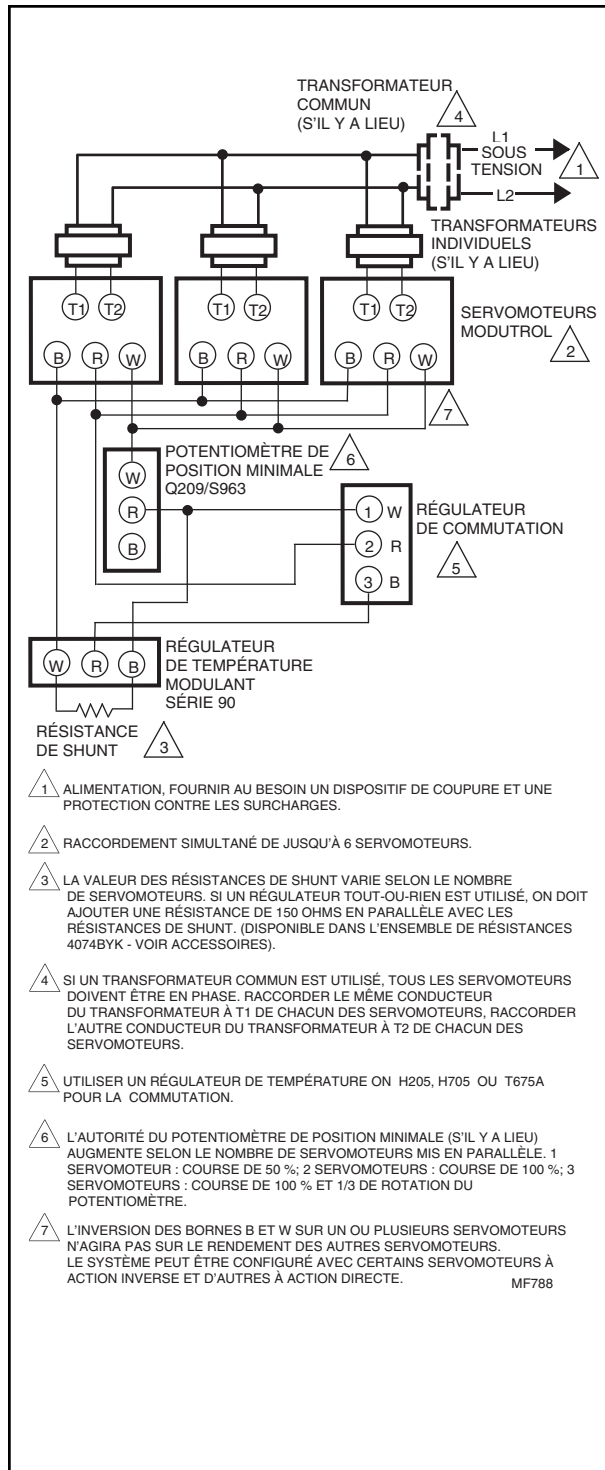 TRANSFORMATEUR
COMMUN
(S'IL Y A LIEU)
4
L1
SOUS
TENSION
1
L2
TRANSFORMATEURS
INDIVIDUELS
(S'IL Y A LIEU)
T1 T2 T1 T2 T1 T2
SERVOMOTEURS
MODUTROL
2
B R W B R W B R W
7
POTENTIOMÈTRE DE
POSITION MINIMALE
Q209/S963
6
W
R
B
1 W
2 R
3 B
RÉGULATEUR
DE COMMUTATION
5
W R B
RÉGULATEUR
DE TEMPÉRATURE
MODULANT
SÉRIE 90
RÉSISTANCE
DE SHUNT
3
1 ALIMENTATION, FOURNIR AU BESOIN UN DISPOSITIF DE COUPURE ET UNE
PROTECTION CONTRE LES SURCHARGES.
2 RACCORDEMENT SIMULTANÉ DE JUSQU'À 6 SERVOMOTEURS.
3 LA VALEUR DES RÉSISTANCES DE SHUNT VARIE SELON LE NOMBRE
DE SERVOMOTEURS. SI UN RÉGULATEUR TOUT-OU-RIEN EST UTILISÉ, ON DOIT
AJOUTER UNE RÉSISTANCE DE 150 OHMS EN PARALLÈLE AVEC LES
RÉSISTANCES DE SHUNT. (DISPONIBLE DANS L'ENSEMBLE DE RÉSISTANCES
4074BYK - VOIR ACCESSOIRES).
4 SI UN TRANSFORMATEUR COMMUN EST UTILISÉ, TOUS LES SERVOMOTEURS
DOIVENT ÊTRE EN PHASE. RACCORDER LE MÊME CONDUCTEUR
DU TRANSFORMATEUR À T1 DE CHACUN DES SERVOMOTEURS, RACCORDER
L'AUTRE CONDUCTEUR DU TRANSFORMATEUR À T2 DE CHACUN DES
SERVOMOTEURS.
5 UTILISER UN RÉGULATEUR DE TEMPÉRATURE ON H205, H705 OU T675A
POUR LA COMMUTATION.
6 L'AUTORITÉ DU POTENTIOMÈTRE DE POSITION MINIMALE (S'IL Y A LIEU)
AUGMENTE SELON LE NOMBRE DE SERVOMOTEURS MIS EN PARALLÈLE. 1
SERVOMOTEUR : COURSE DE 50 %; 2 SERVOMOTEURS : COURSE DE 100 %; 3
SERVOMOTEURS : COURSE DE 100 % ET 1/3 DE ROTATION DU
POTENTIOMÈTRE.
7 L'INVERSION DES BORNES B ET W SUR UN OU PLUSIEURS SERVOMOTEURS
N'AGIRA PAS SUR LE RENDEMENT DES AUTRES SERVOMOTEURS.
LE SYSTÈME PEUT ÊTRE CONFIGURÉ AVEC CERTAINS SERVOMOTEURS À
ACTION INVERSE ET D'AUTRES À ACTION DIRECTE.
MF788